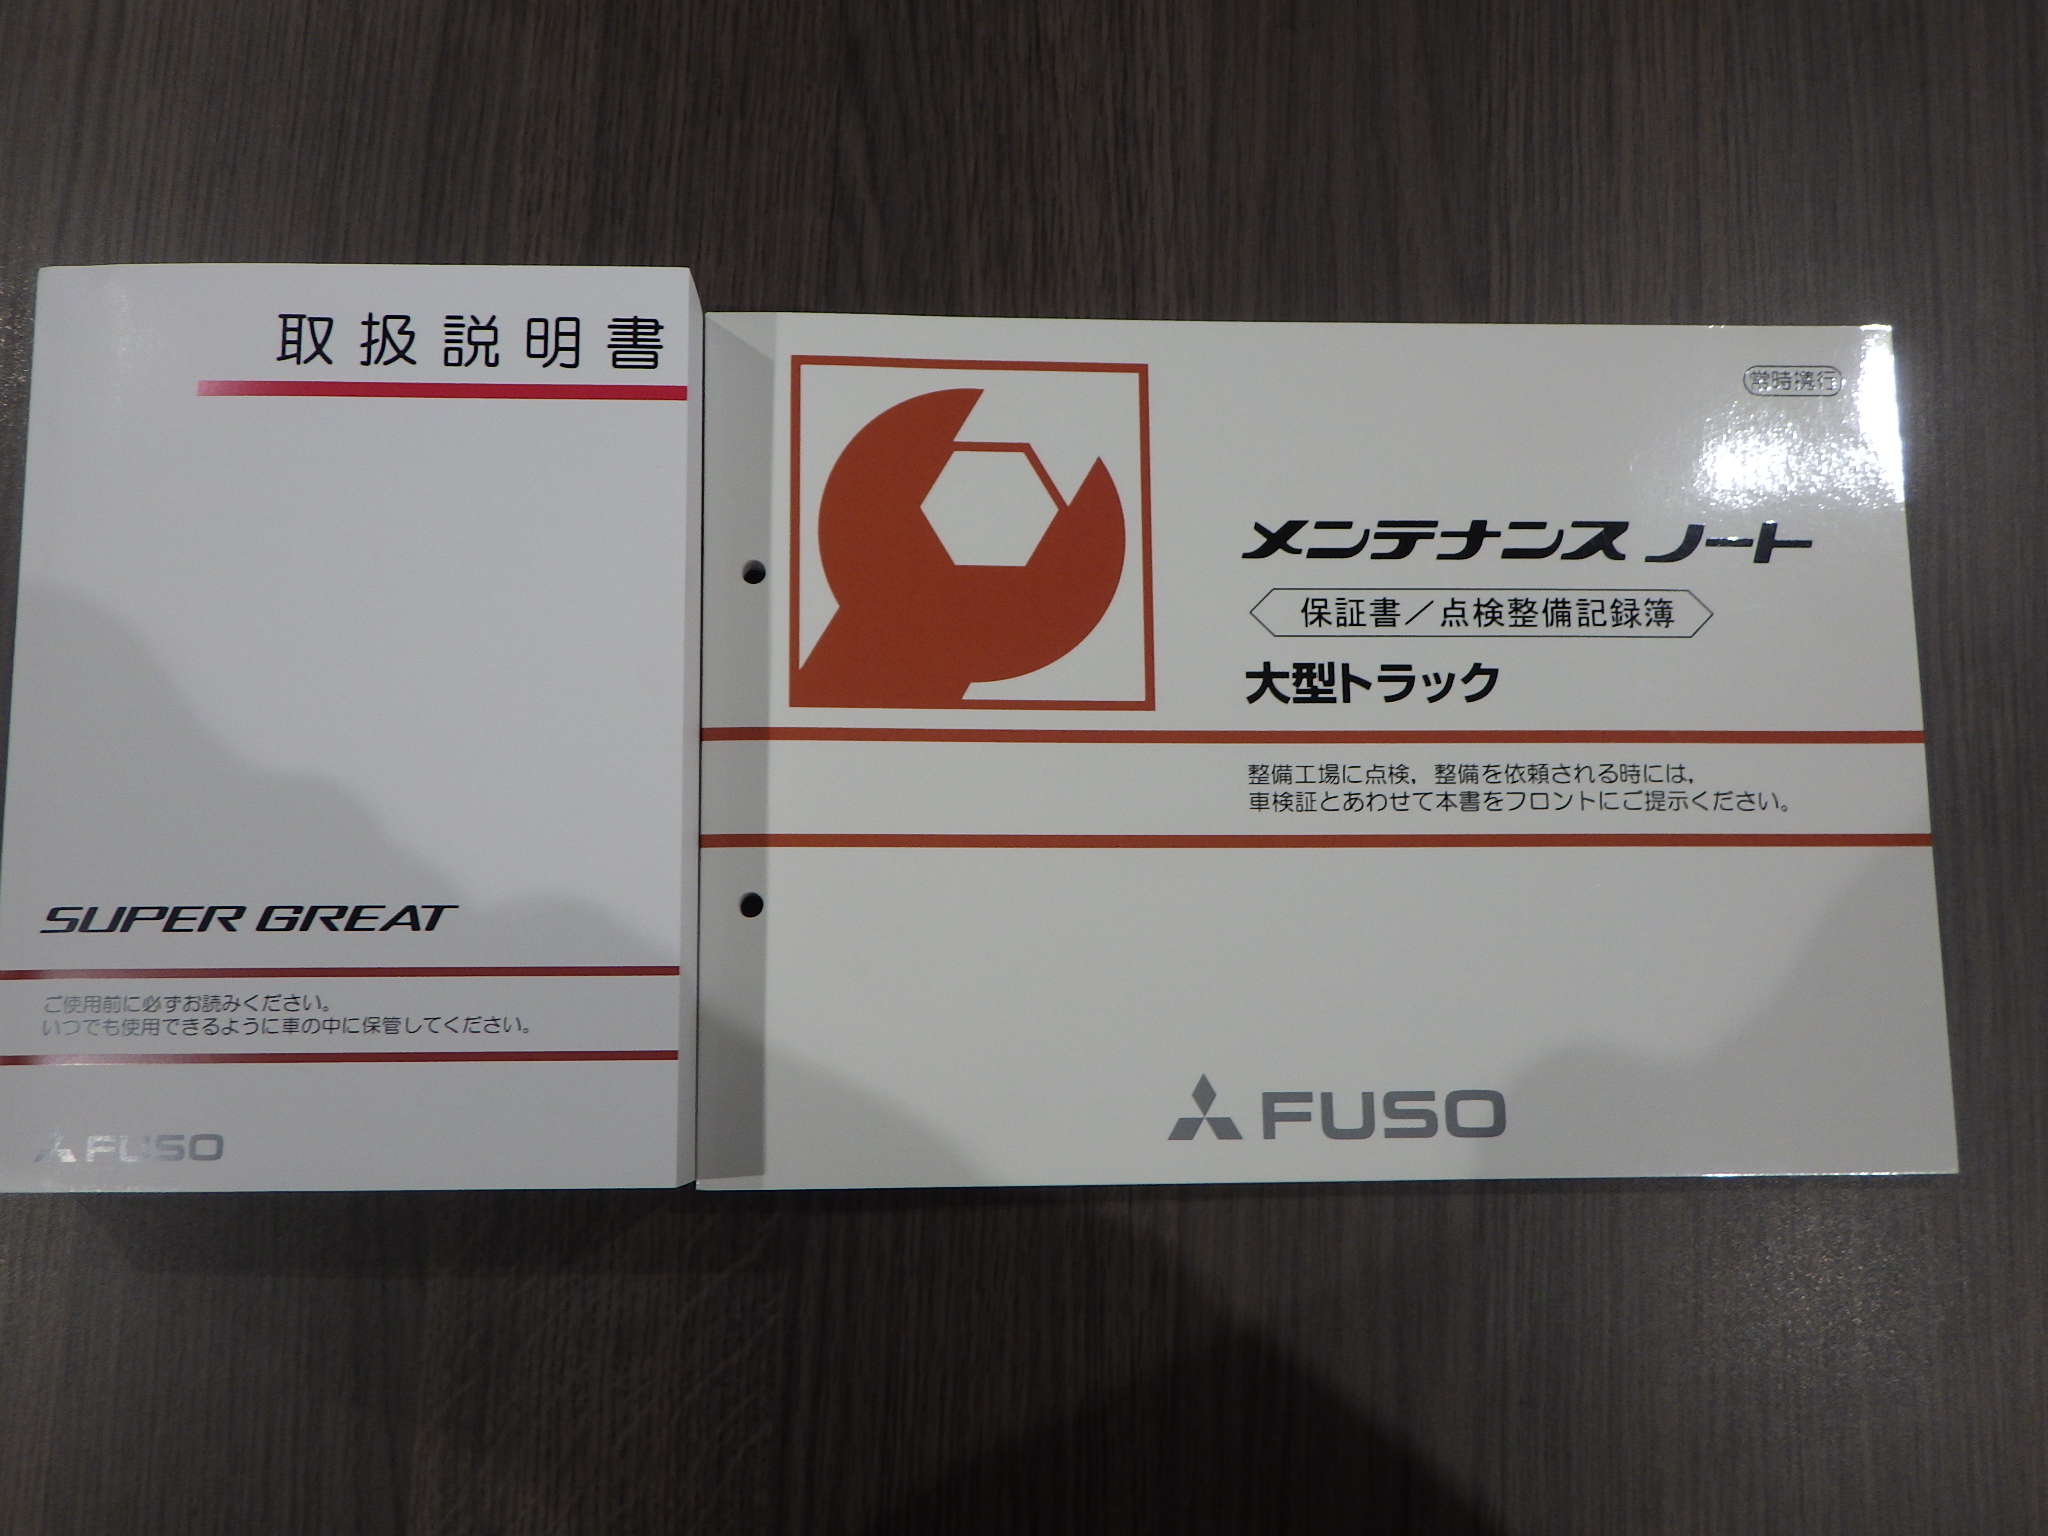 取扱説明書
SUPER GREAT
ご使用前に必ずお読みください。
いつでも使用できるように車の中に保管してください。
FUSO
常時携行
メンテナンス ノート
保証書／点検整備記録簿
大型トラック
整備工場に点検，整備を依頼される時には，
車検証とあわせて本書をフロントにご提示ください。
FUSO